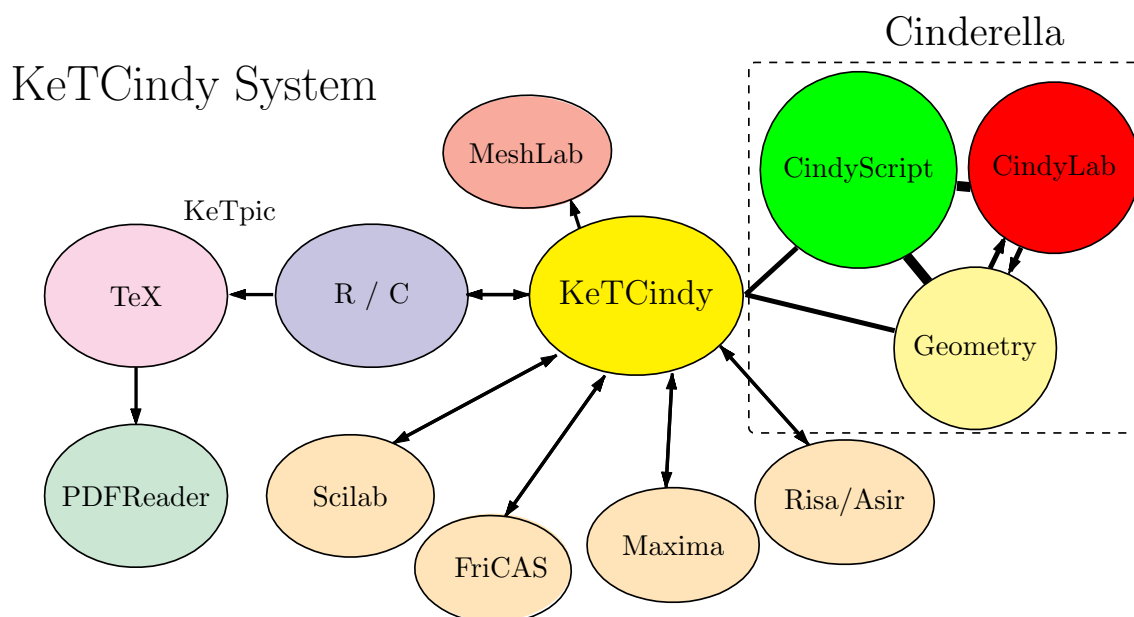 Cinderella
KeTCindy System
MeshLab
CindyScript
CindyLab
KeTpic
TeX
R / C
KeTCindy
Geometry
PDFReader
Scilab
FriCAS
Maxima
Risa/Asir